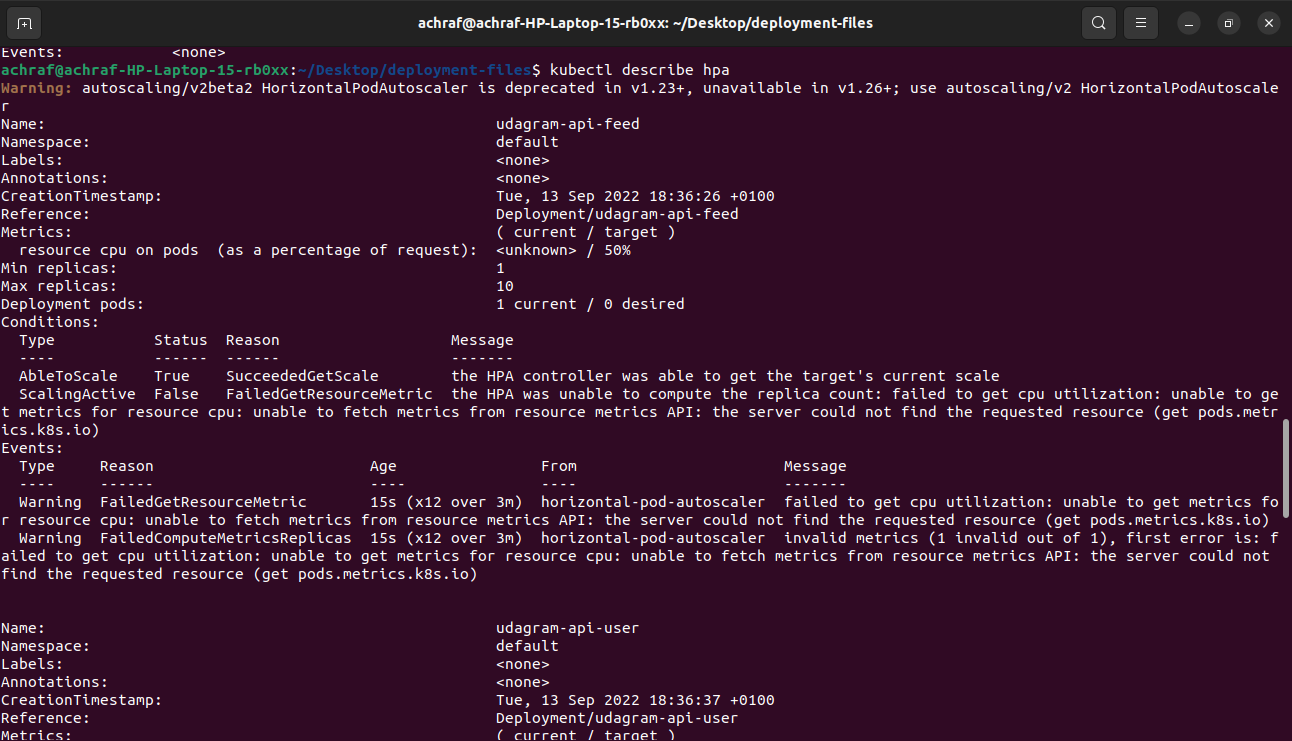 achraf@achraf-HP-Laptop-15-rb0xx: ~/Desktop/deployment-files
Events:            <none>
achraf@achraf-HP-Laptop-15-rb0xx:~/Desktop/deployment-files$ kubectl describe hpa
Warning: autoscaling/v2beta2 HorizontalPodAutoscaler is deprecated in v1.23+, unavailable in v1.26+; use autoscaling/v2 HorizontalPodAutoscale
r
Name:                                                  udagram-api-feed
Namespace:                                             default
Labels:                                                <none>
Annotations:                                           <none>
CreationTimestamp:                                     Tue, 13 Sep 2022 18:36:26 +0100
Reference:                                             Deployment/udagram-api-feed
Metrics:                                               ( current / target )
  resource cpu on pods  (as a percentage of request):  <unknown> / 50%
Min replicas:                                          1
Max replicas:                                          10
Deployment pods:                                       1 current / 0 desired
Conditions:
  Type           Status  Reason                   Message
  ----           ------  ------                   -------
  AbleToScale    True    SucceededGetScale        the HPA controller was able to get the target's current scale
  ScalingActive  False   FailedGetResourceMetric  the HPA was unable to compute the replica count: failed to get cpu utilization: unable to ge
t metrics for resource cpu: unable to fetch metrics from resource metrics API: the server could not find the requested resource (get pods.metr
ics.k8s.io)
Events:
  Type     Reason                        Age                From                       Message
  ----     ------                        ----               ----                       -------
  Warning  FailedGetResourceMetric       15s (x12 over 3m)  horizontal-pod-autoscaler  failed to get cpu utilization: unable to get metrics fo
r resource cpu: unable to fetch metrics from resource metrics API: the server could not find the requested resource (get pods.metrics.k8s.io)
  Warning  FailedComputeMetricsReplicas  15s (x12 over 3m)  horizontal-pod-autoscaler  invalid metrics (1 invalid out of 1), first error is: f
ailed to get cpu utilization: unable to get metrics for resource cpu: unable to fetch metrics from resource metrics API: the server could not
find the requested resource (get pods.metrics.k8s.io)
Name:                                                  udagram-api-user
Namespace:                                             default
Labels:                                                <none>
Annotations:                                           <none>
CreationTimestamp:                                     Tue, 13 Sep 2022 18:36:37 +0100
Reference:                                             Deployment/udagram-api-user
Metrics:                                               ( current / target )